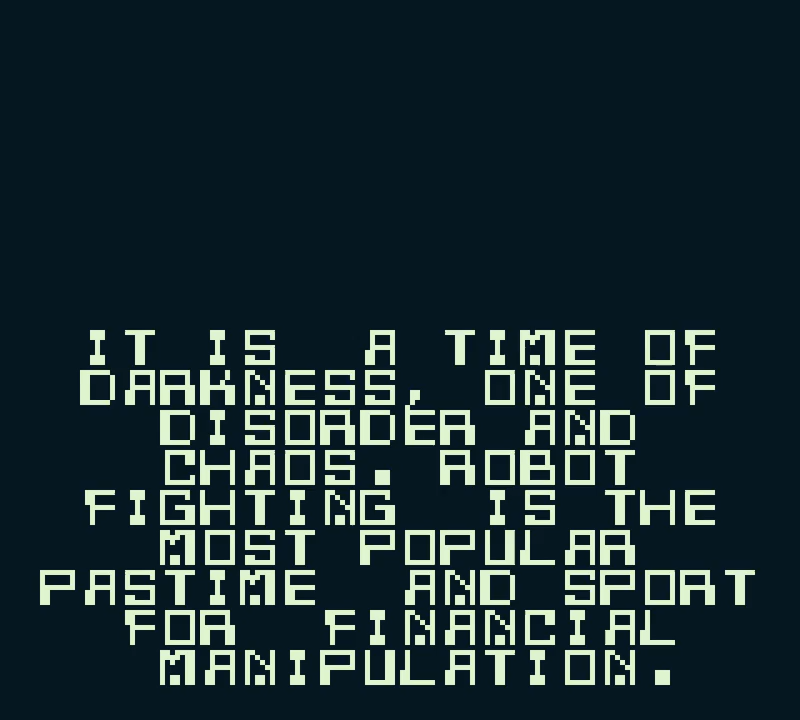 IT IS A TIME OF
DARKNESS, ONE OF
DISORDER AND
CHAOS. ROBOT
FIGHTING IS THE
MOST POPULAR
PASTIME AND SPORT
FOR FINANCIAL
MANIPULATION.